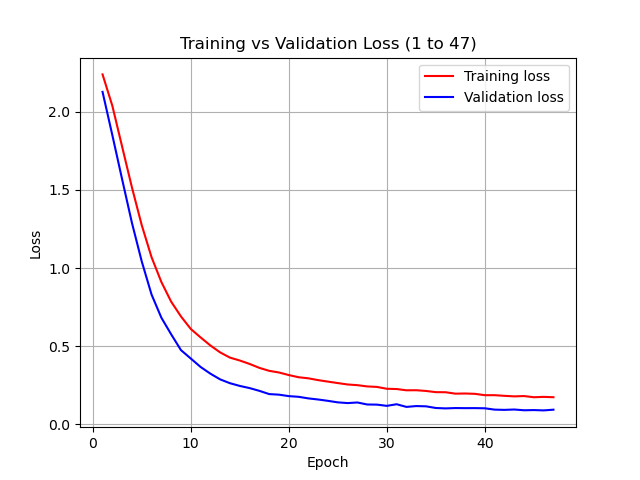 Training vs Validation Loss (1 to 47)
Training loss
Validation loss
Loss
2.0
1.5
1.0
0.5
0.0
0
10
20
30
40
Epoch